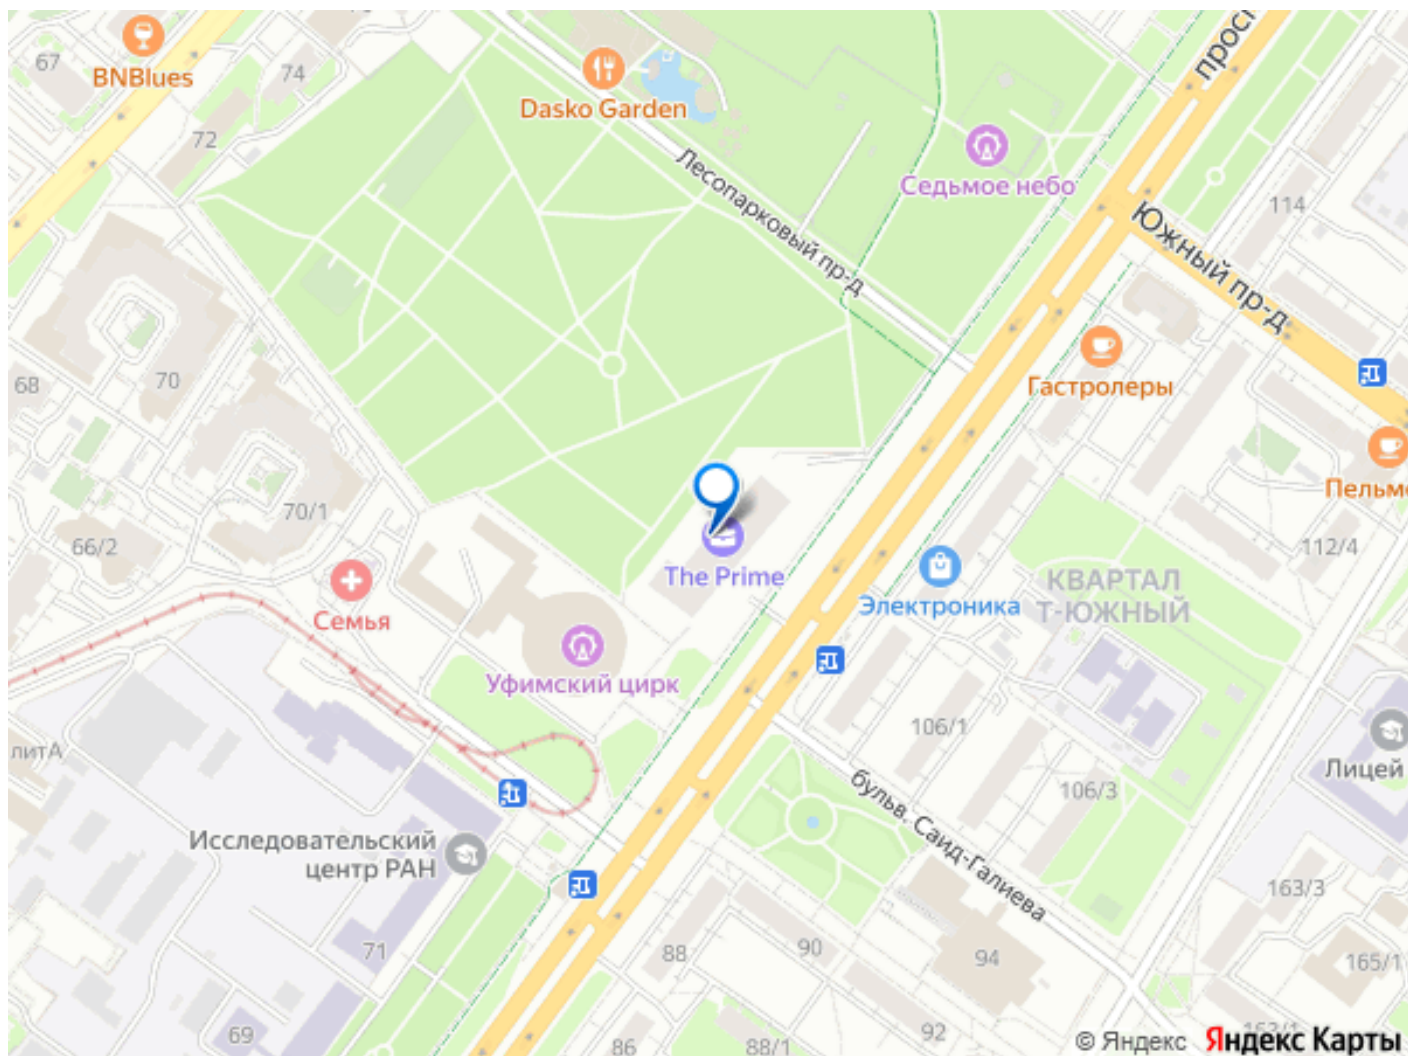 67
BNBlues
74
72
Dasko Garden
Лесопарковый пр-д
Седьмое небо
114
Южный пр-д
Гастролеры
68
70
70/1
66/2
Семья
The Prime
Электроника
КВАРТАЛ
Т-ЮЖНЫЙ
112/4
Уфимский цирк
106/1
106/3
Лицей
литА
бульв. Саид-Галиева
Исследовательский
центр РАН
71
69
163/3
165/1
88
90
94
92
86
88/1
© Яндекс
Яндекс Карты